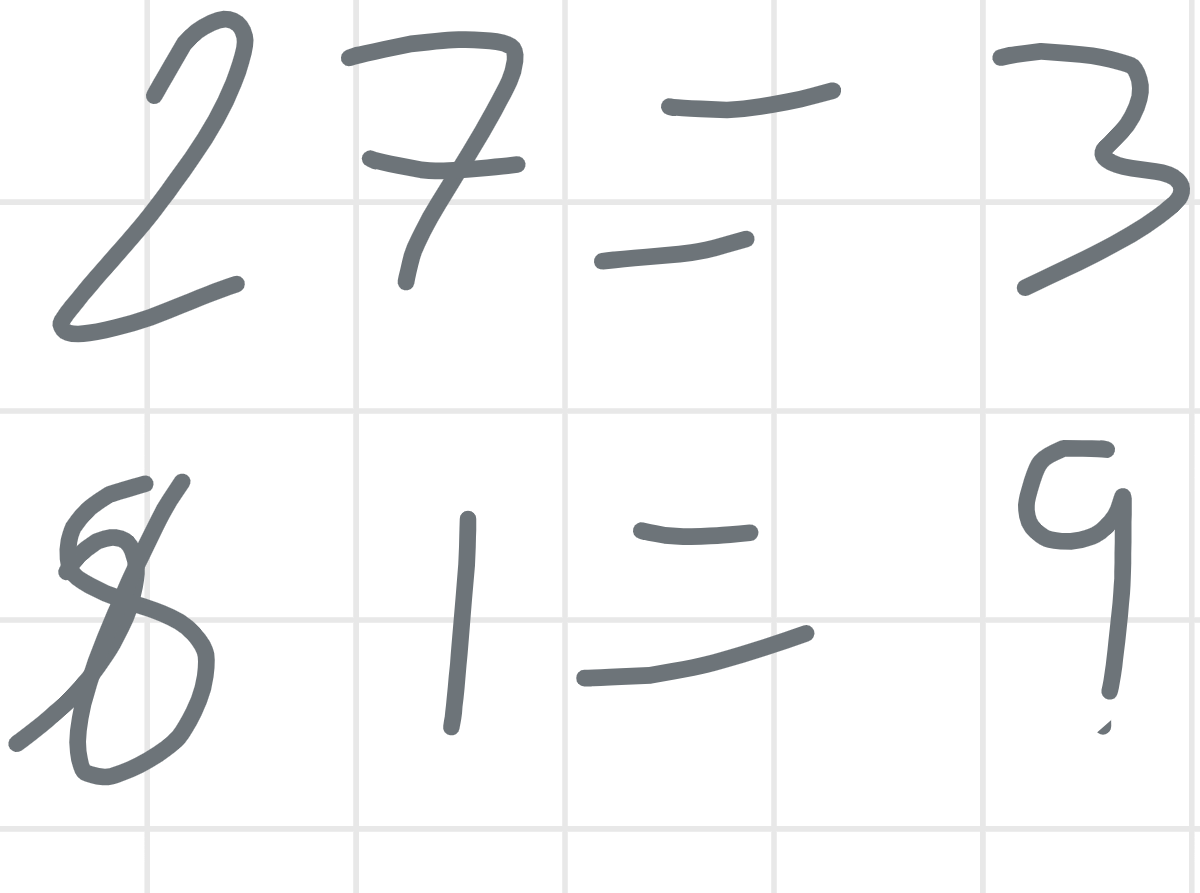 27 = 3
81 = 9